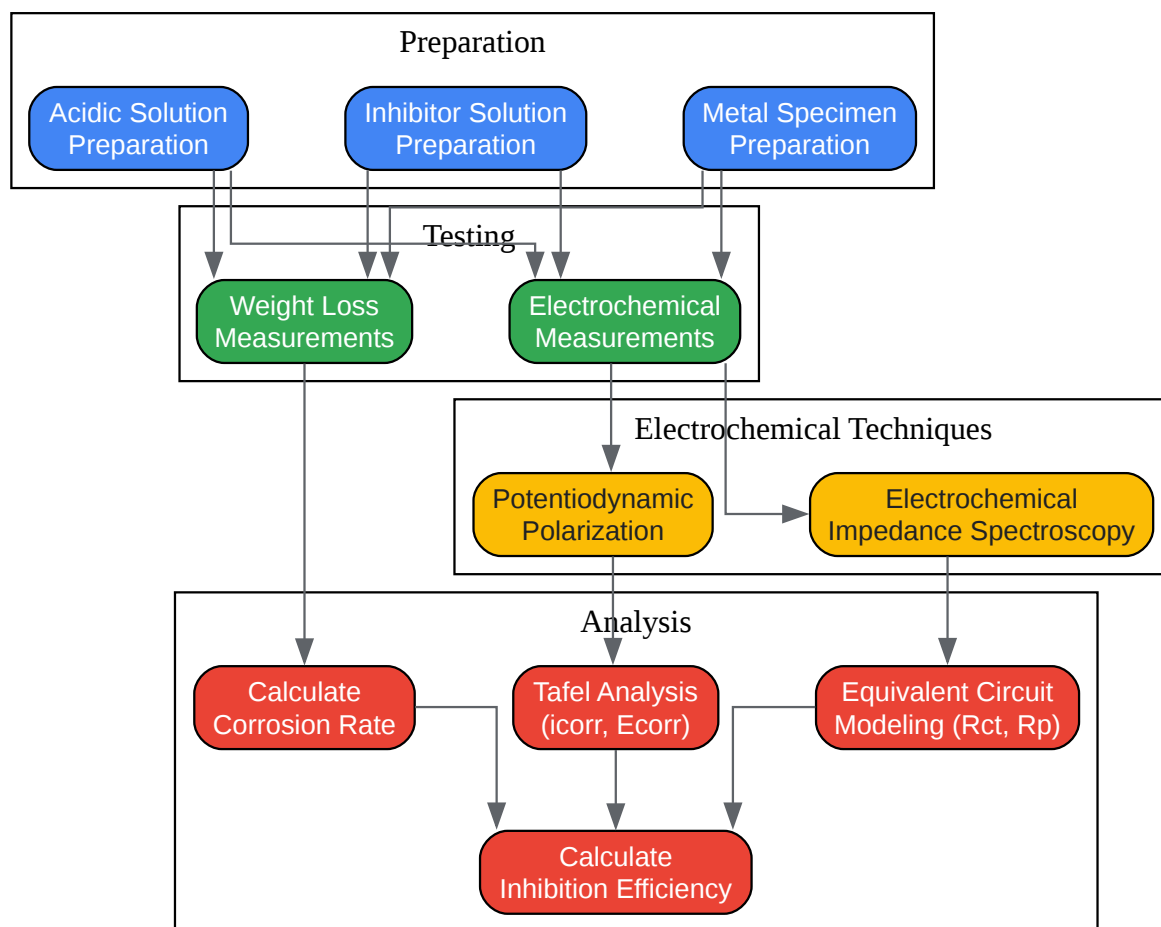 Preparation
Acidic Solution
Preparation
Inhibitor Solution
Preparation
Metal Specimen
Preparation
Testing
Weight Loss
Measurements
Electrochemical
Measurements
Electrochemical Techniques
Potentiodynamic
Polarization
Electrochemical
Impedance Spectroscopy
Analysis
Calculate
Corrosion Rate
Tafel Analysis
(icorr, Ecorr)
Equivalent Circuit
Modeling (Rct, Rp)
Calculate
Inhibition Efficiency